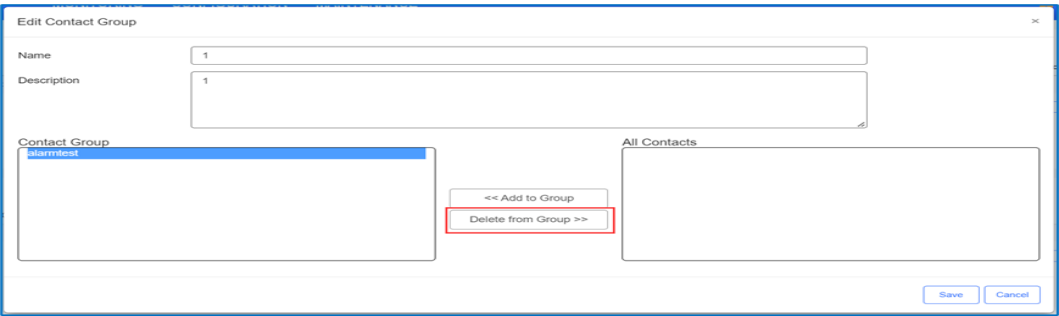 Edit Contact Group ×
Name 1
Description 1
Contact Group All Contacts
alarmtest
<< Add to Group
Delete from Group >>
Save Cancel